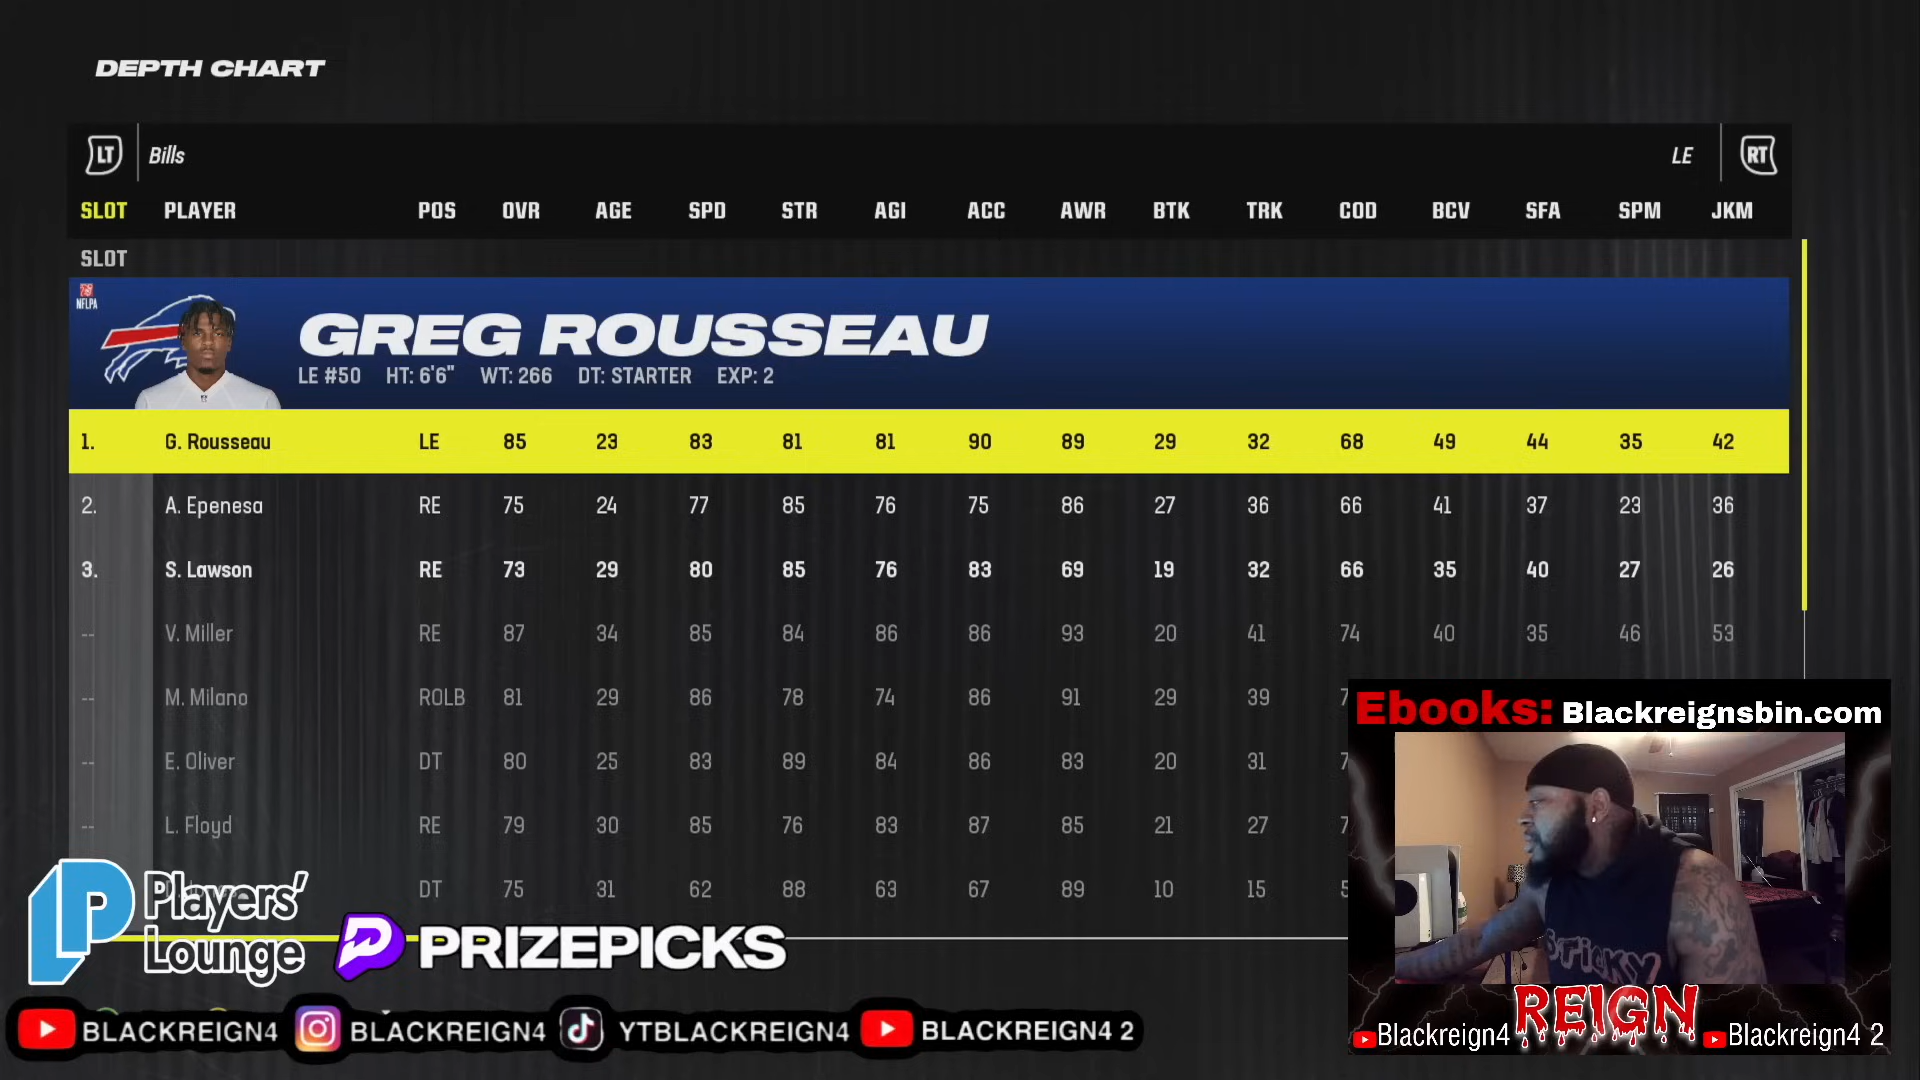 DEPTH CHART
LT Bills LE RT
SLOT PLAYER POS OVR AGE SPD STR AGI ACC AWR BTK TRK COD BCV SFA SPM JKM
SLOT
NFLPA
GREG ROUSSEAU
LE #50 HT: 6'6" WT: 266 DT: STARTER EXP: 2
1. G. Rousseau LE 85 23 83 81 81 90 89 29 32 68 49 44 35 42
2. A. Epenesa RE 75 24 77 85 76 75 86 27 36 66 41 37 23 36
3. S. Lawson RE 73 29 80 85 76 83 69 19 32 66 35 40 27 26
-- V. Miller RE 87 34 85 84 86 86 93 20 41 74 40 35 46 53
-- M. Milano ROLB 81 29 86 78 74 86 91 29 39
-- E. Oliver DT 80 25 83 89 84 86 83 20 31
-- L. Floyd RE 79 30 85 76 83 87 85 21 27
DT 75 31 62 88 63 67 89 10 15
Ebooks: Blackreignsbin.com
STICKY
Players'
Lounge
PRIZEPICKS
BLACKREIGN4 BLACKREIGN4 YTBLACKREIGN4 BLACKREIGN4 2
REIGN
Blackreign4 Blackreign4 2